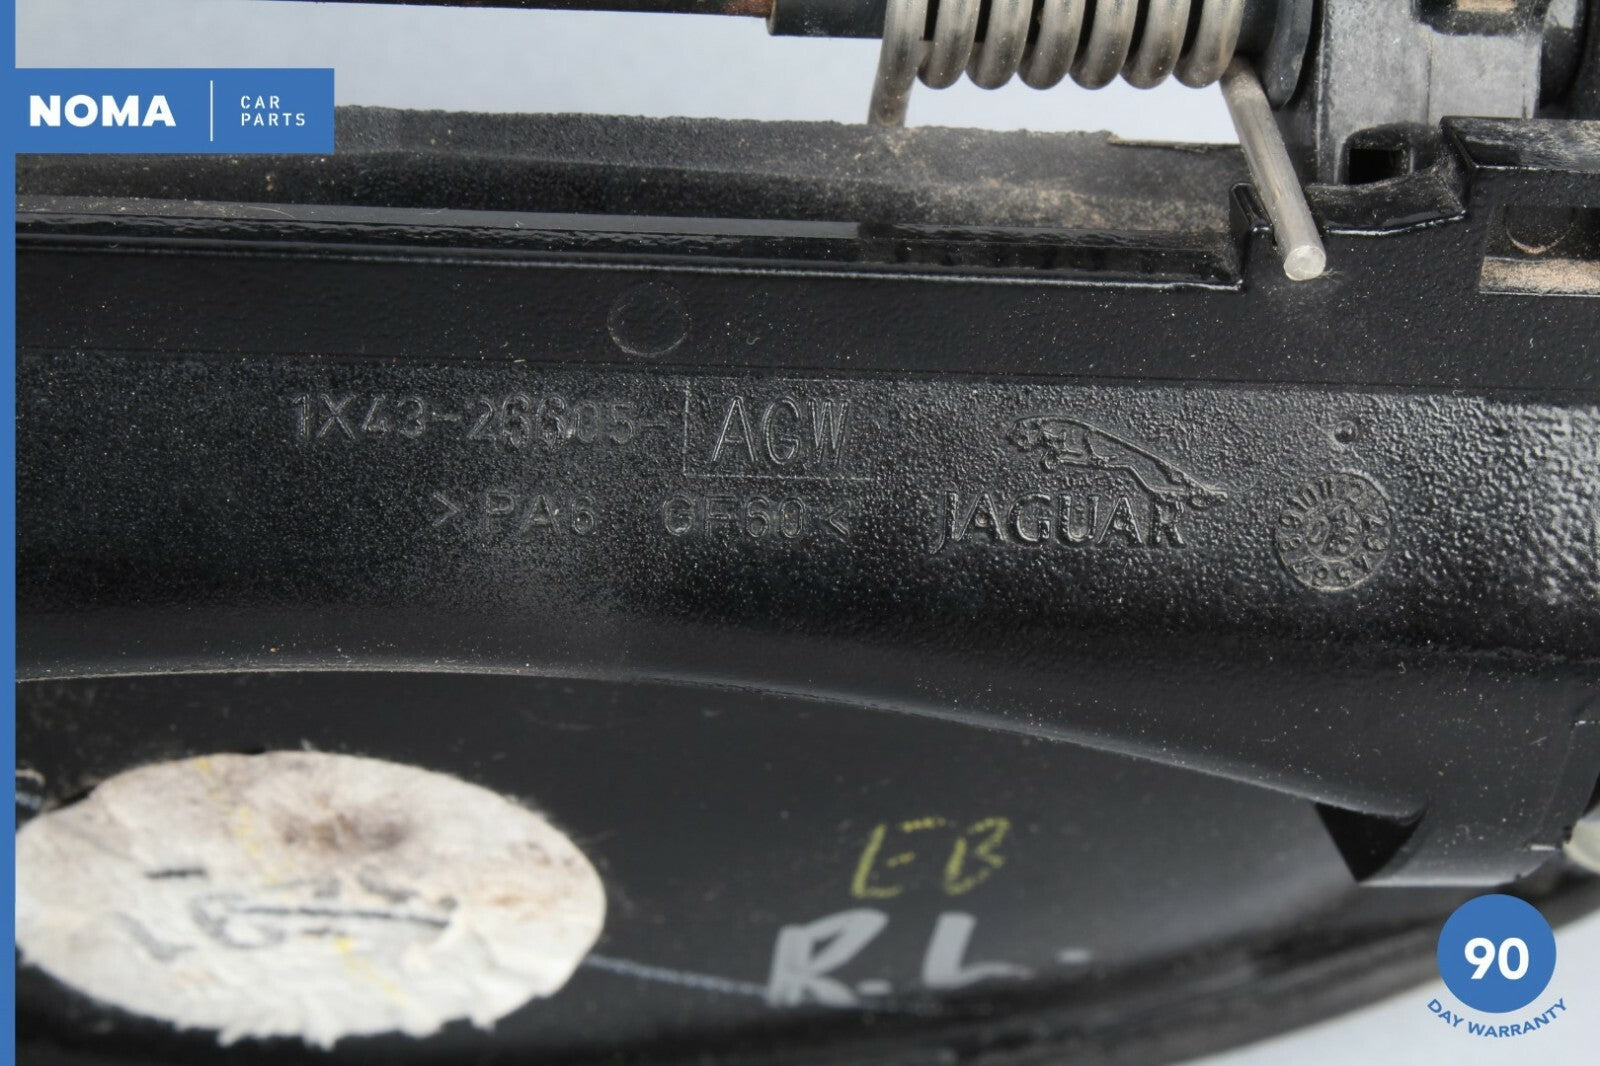 NOMA
CAR
PARTS
1X43-26605-AGW
>PA6 GF60<
JAGUAR
EB
R.L.
90
DAY WARRANTY